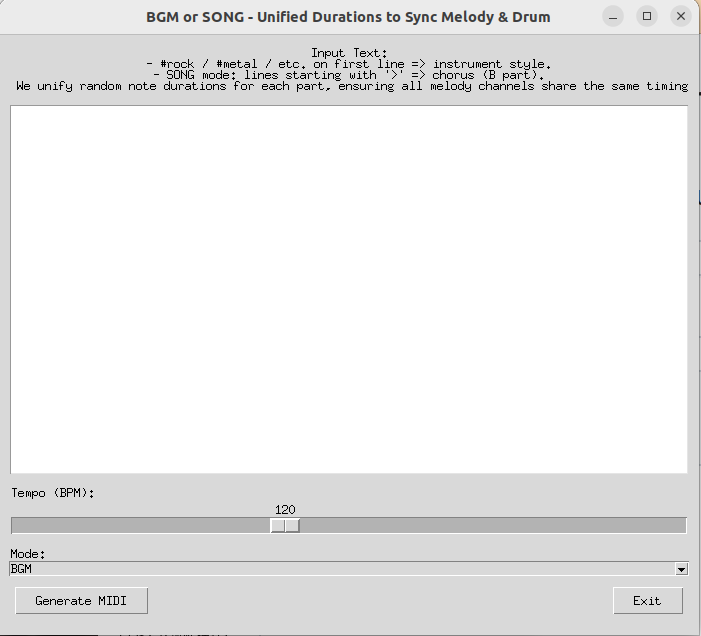 BGM or SONG - Unified Durations to Sync Melody & Drum
Input Text:
- #rock / #metal / etc. on first line => instrument style.
- SONG mode: lines starting with '>' => chorus (B part).
We unify random note durations for each part, ensuring all melody channels share the same timing
Tempo (BPM):
120
Mode:
BGM
Generate MIDI
Exit